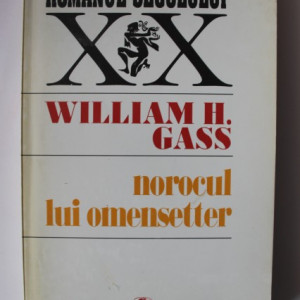 ROMANUL SECOLULUI
XX
WILLIAM H.
GASS
norocul
lui omensetter